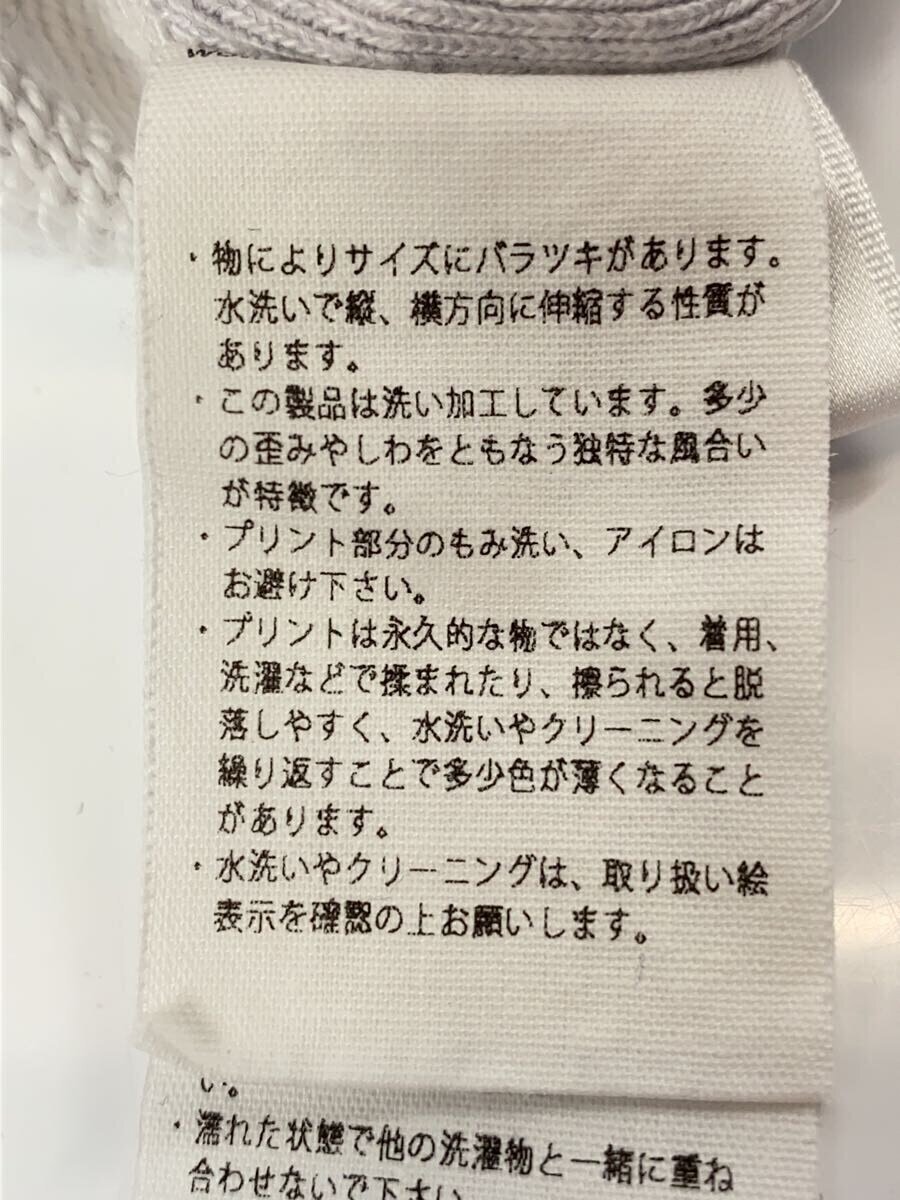 ・物によりサイズにバラツキがあります。
水洗いで縦、横方向に伸縮する性質が
あります。
・この製品は洗い加工しています。多少
の歪みやしわをともなう独特な風合い
が特徴です。
・プリント部分のもみ洗い、アイロンは
お避け下さい。
・プリントは永久的な物ではなく、着用、
洗濯などで揉まれたり、擦られると脱
落しやすく、水洗いやクリーニングを
繰り返すことで多少色が薄くなること
があります。
・水洗いやクリーニングは、取り扱い絵
表示を確認の上お願いします。
い。
・濡れた状態で他の洗濯物と一緒に重ね
合わせないで下さい